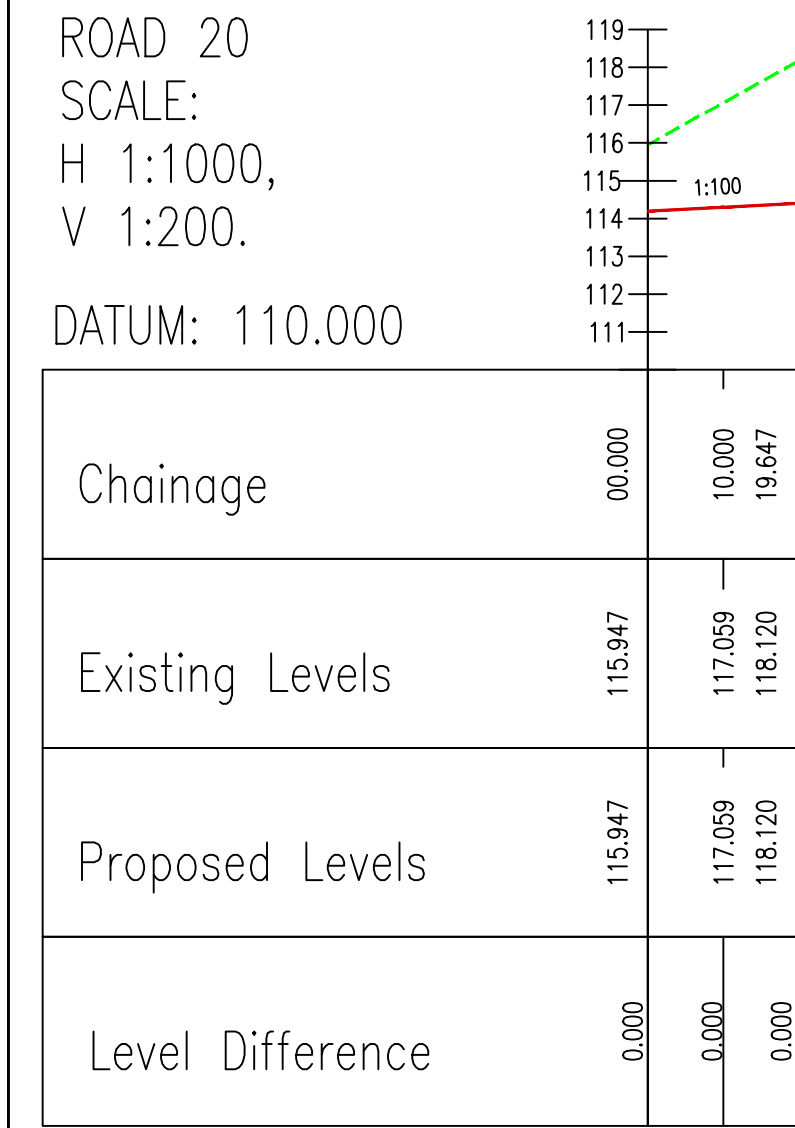 ROAD 20
SCALE:
H 1:1000,
V 1:200.
DATUM: 110.000
119
118
117
116
115
114
113
112
111
1:100
Chainage 00.000 10.000 19.647
Existing Levels 115.947 117.059 118.120
Proposed Levels 115.947 117.059 118.120
Level Difference 0.000 0.000 0.000